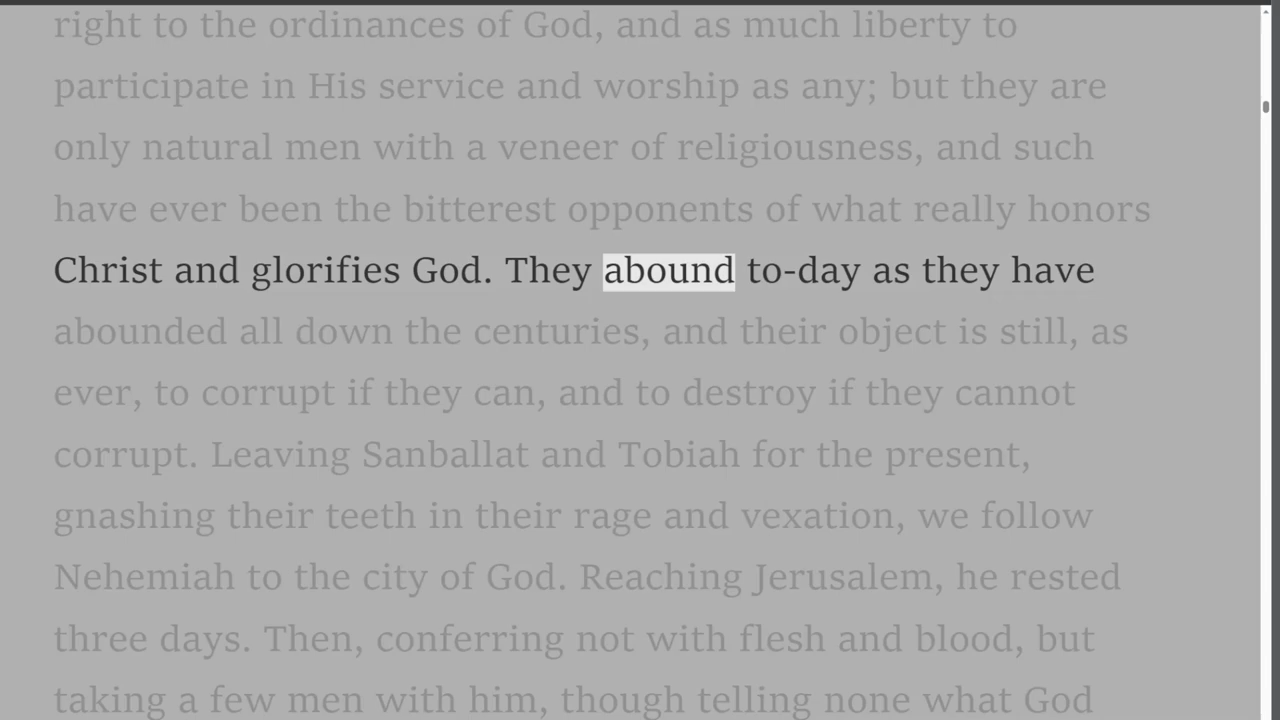 right to the ordinances of God, and as much liberty to
participate in His service and worship as any; but they are
only natural men with a veneer of religiousness, and such
have ever been the bitterest opponents of what really honors
Christ and glorifies God. They abound to-day as they have
abounded all down the centuries, and their object is still, as
ever, to corrupt if they can, and to destroy if they cannot
corrupt. Leaving Sanballat and Tobiah for the present,
gnashing their teeth in their rage and vexation, we follow
Nehemiah to the city of God. Reaching Jerusalem, he rested
three days. Then, conferring not with flesh and blood, but
taking a few men with him, though telling none what God